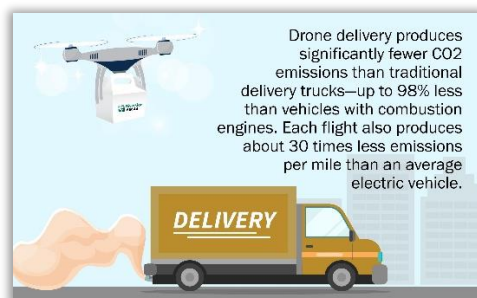 Drone delivery produces
significantly fewer CO2
emissions than traditional
delivery trucks—up to 98% less
than vehicles with combustion
engines. Each flight also produces
about 30 times less emissions
per mile than an average
electric vehicle.
DELIVERY